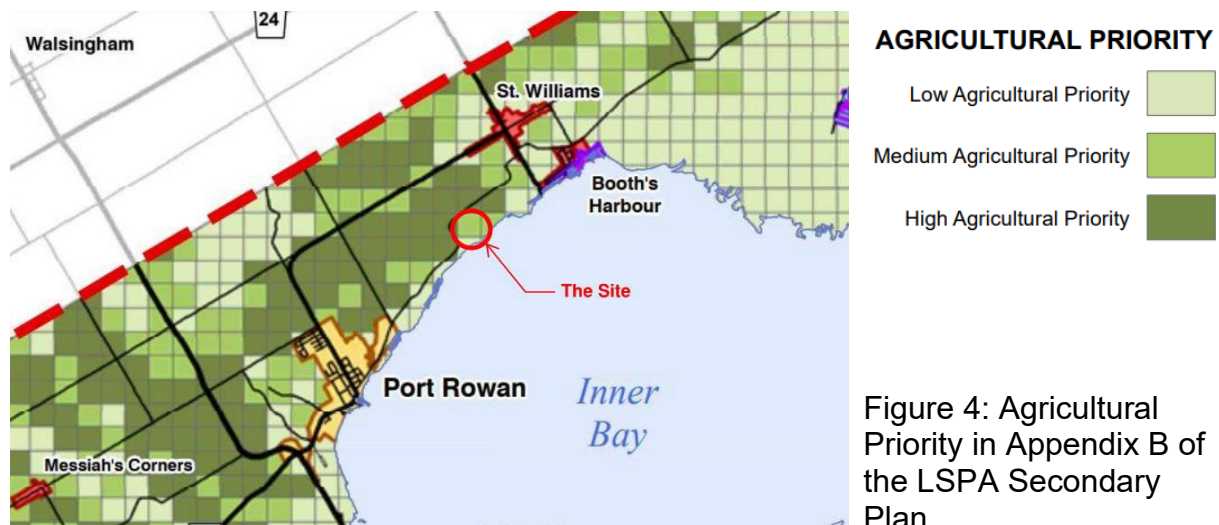 24
Walsingham
St. Williams
Booth's
Harbour
The Site
Port Rowan
Inner
Bay
Messiah's Corners
AGRICULTURAL PRIORITY
Low Agricultural Priority
Medium Agricultural Priority
High Agricultural Priority
Figure 4: Agricultural
Priority in Appendix B of
the LSPA Secondary
Plan